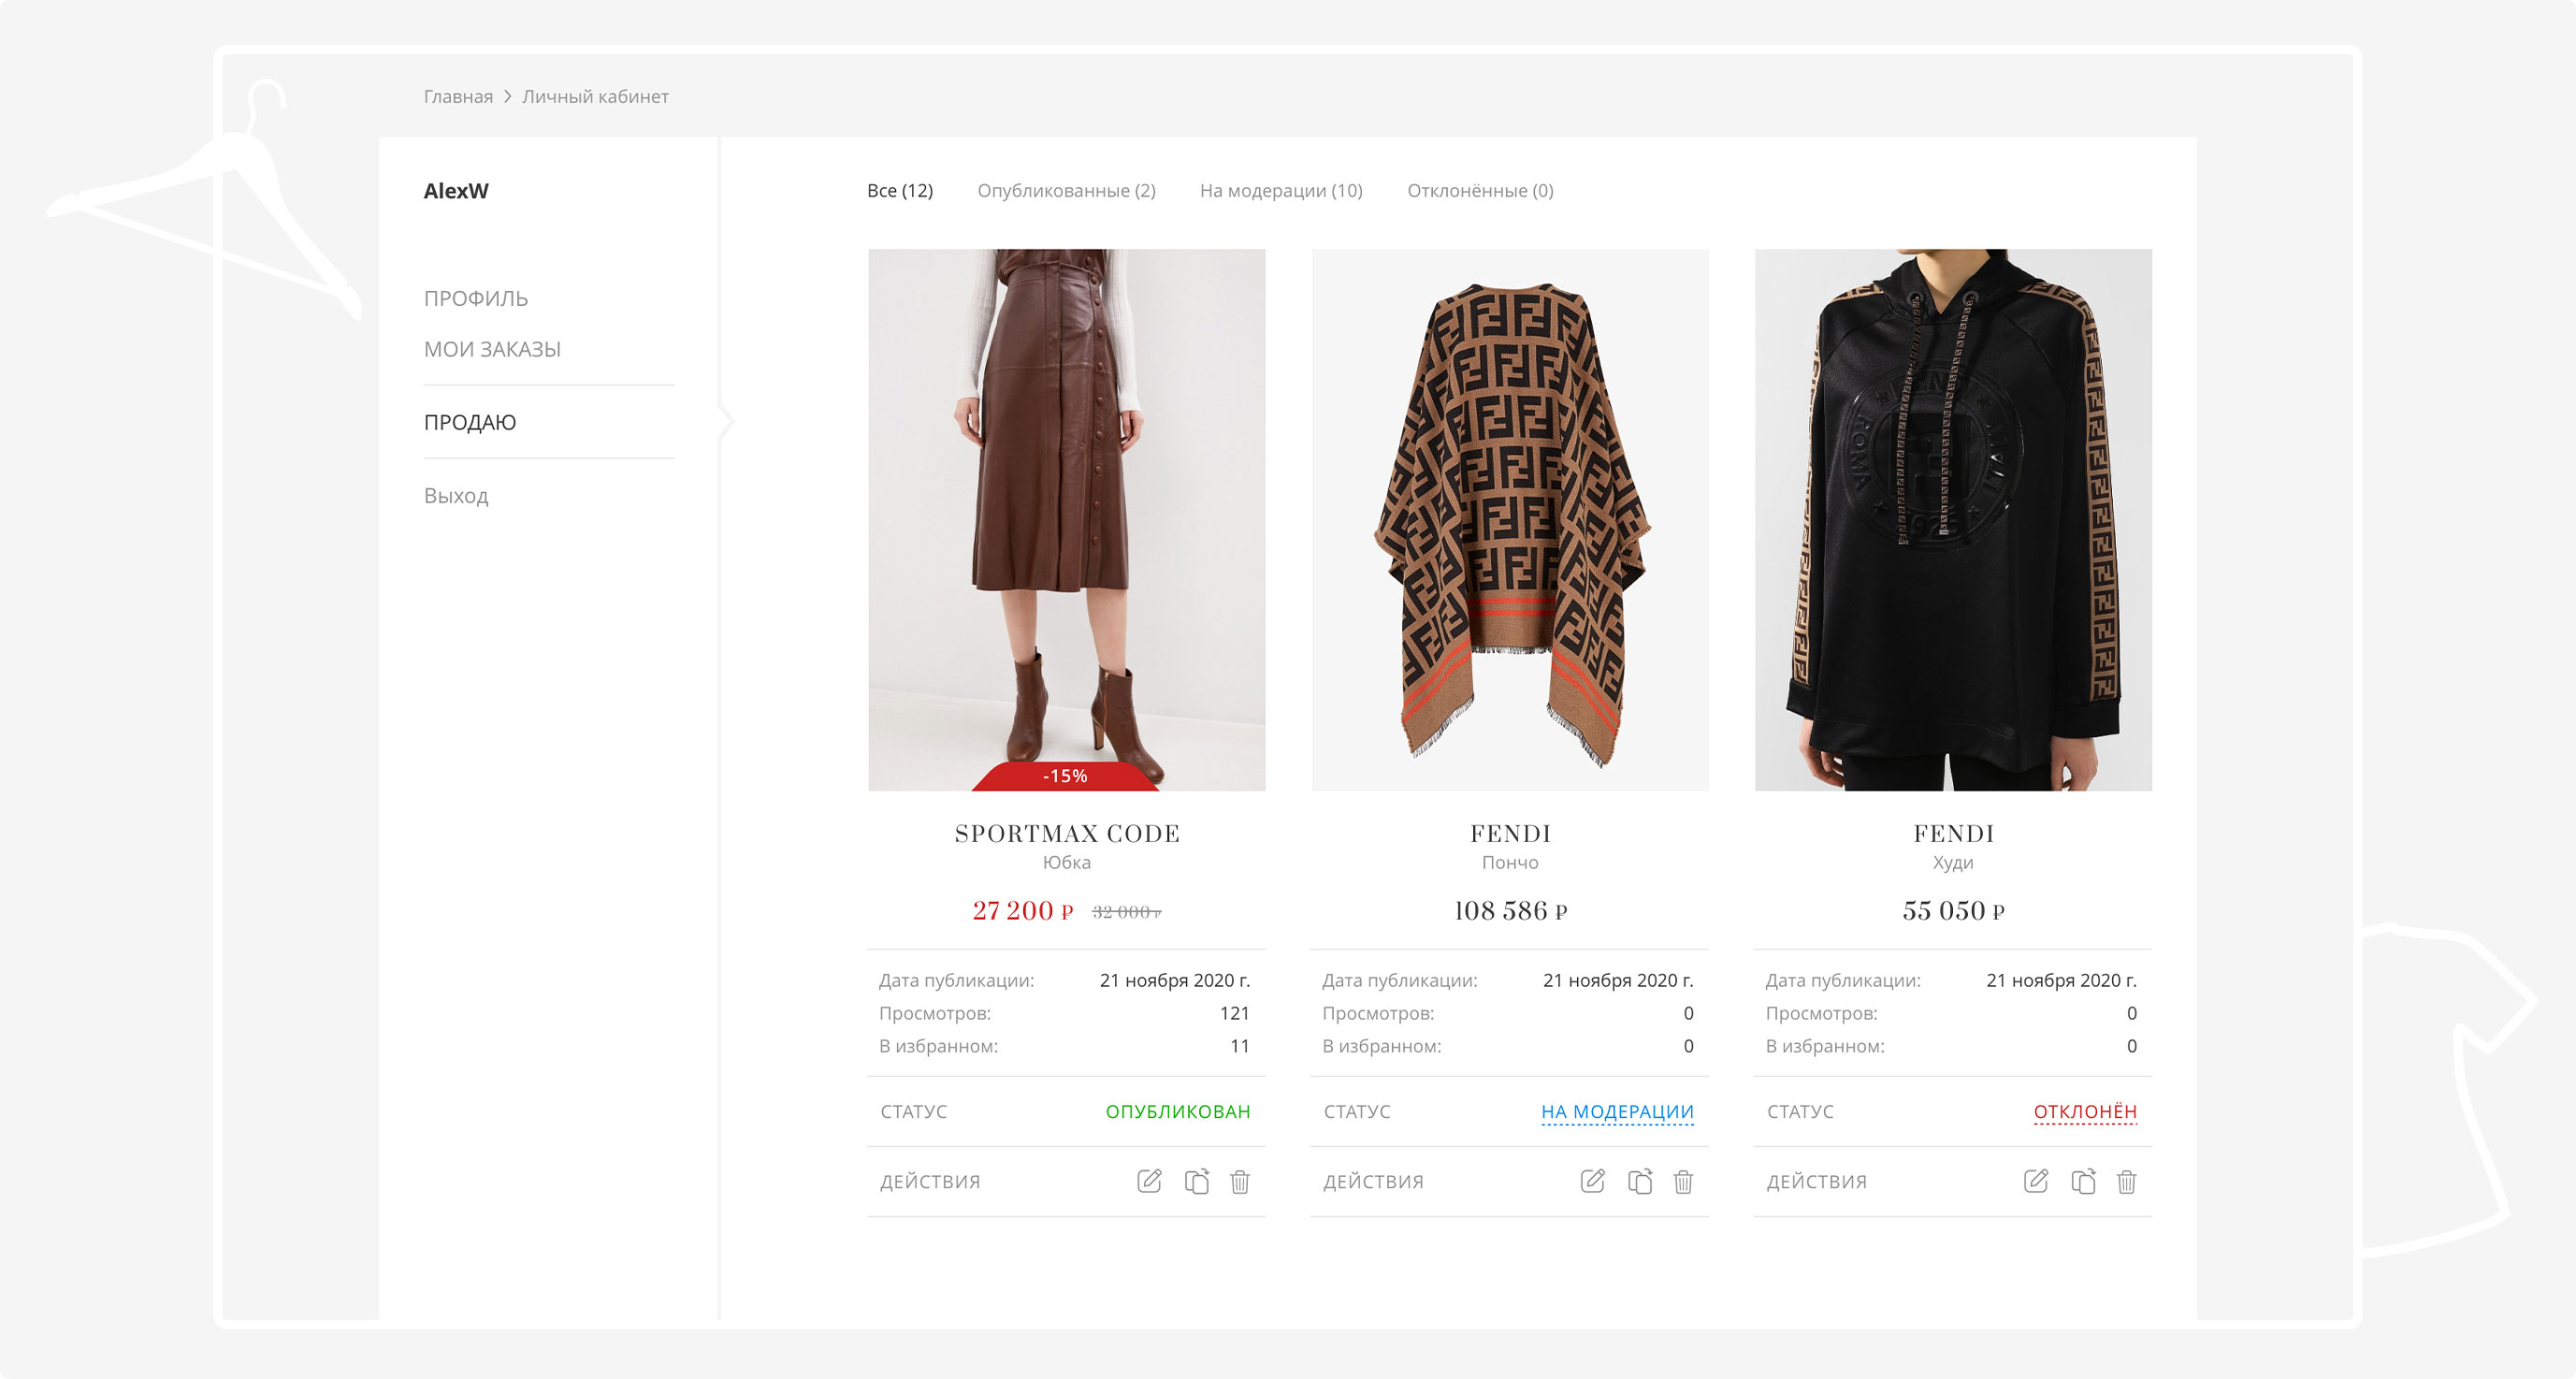 Главная > Личный кабинет
AlexW
ПРОФИЛЬ
МОИ ЗАКАЗЫ
ПРОДАЮ
Выход
Все (12) Опубликованные (2) На модерации (10) Отклонённые (0)
-15%
SPORTMAX CODE
Юбка
27 200 ₽ 32 000 ₽
Дата публикации: 21 ноября 2020 г.
Просмотров: 121
В избранном: 11
СТАТУС ОПУБЛИКОВАН
ДЕЙСТВИЯ
ROMA
FENDI
Пончо
108 586 ₽
Дата публикации: 21 ноября 2020 г.
Просмотров: 0
В избранном: 0
СТАТУС НА МОДЕРАЦИИ
ДЕЙСТВИЯ
FENDI
Худи
55 050 ₽
Дата публикации: 21 ноября 2020 г.
Просмотров: 0
В избранном: 0
СТАТУС ОТКЛОНЁН
ДЕЙСТВИЯ